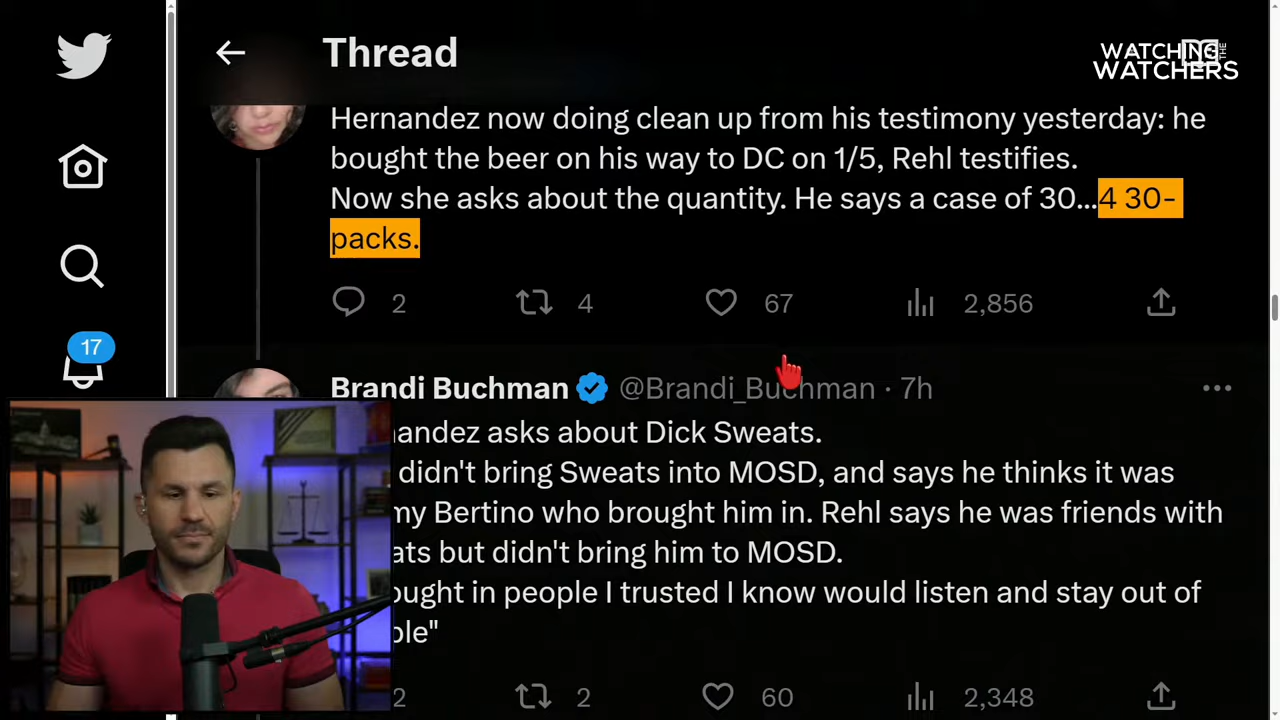 Thread
WATCHING
THE
WATCHERS
Hernandez now doing clean up from his testimony yesterday: he
bought the beer on his way to DC on 1/5, Rehl testifies.
Now she asks about the quantity. He says a case of 30...4 30-
packs.
2 4 67 2,856
17
Brandi Buchman @Brandi_Buchman · 7h
nandez asks about Dick Sweats.
didn't bring Sweats into MOSD, and says he thinks it was
my Bertino who brought him in. Rehl says he was friends with
ats but didn't bring him to MOSD.
ought in people I trusted I know would listen and stay out of
ble"
2 2 60 2,348